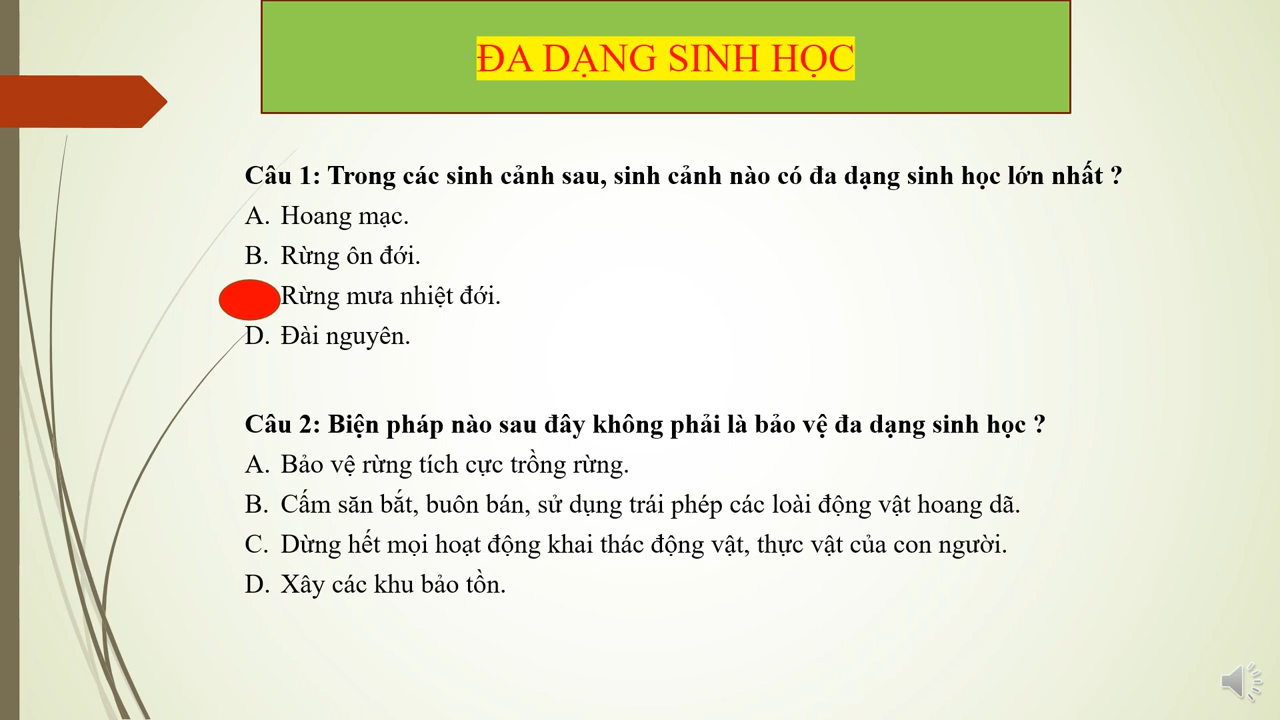 ĐA DẠNG SINH HỌC
Câu 1: Trong các sinh cảnh sau, sinh cảnh nào có đa dạng sinh học lớn nhất ?
A. Hoang mạc.
B. Rừng ôn đới.
Rừng mưa nhiệt đới.
D. Đài nguyên.
Câu 2: Biện pháp nào sau đây không phải là bảo vệ đa dạng sinh học ?
A. Bảo vệ rừng tích cực trồng rừng.
B. Cấm săn bắt, buôn bán, sử dụng trái phép các loài động vật hoang dã.
C. Dừng hết mọi hoạt động khai thác động vật, thực vật của con người.
D. Xây các khu bảo tồn.